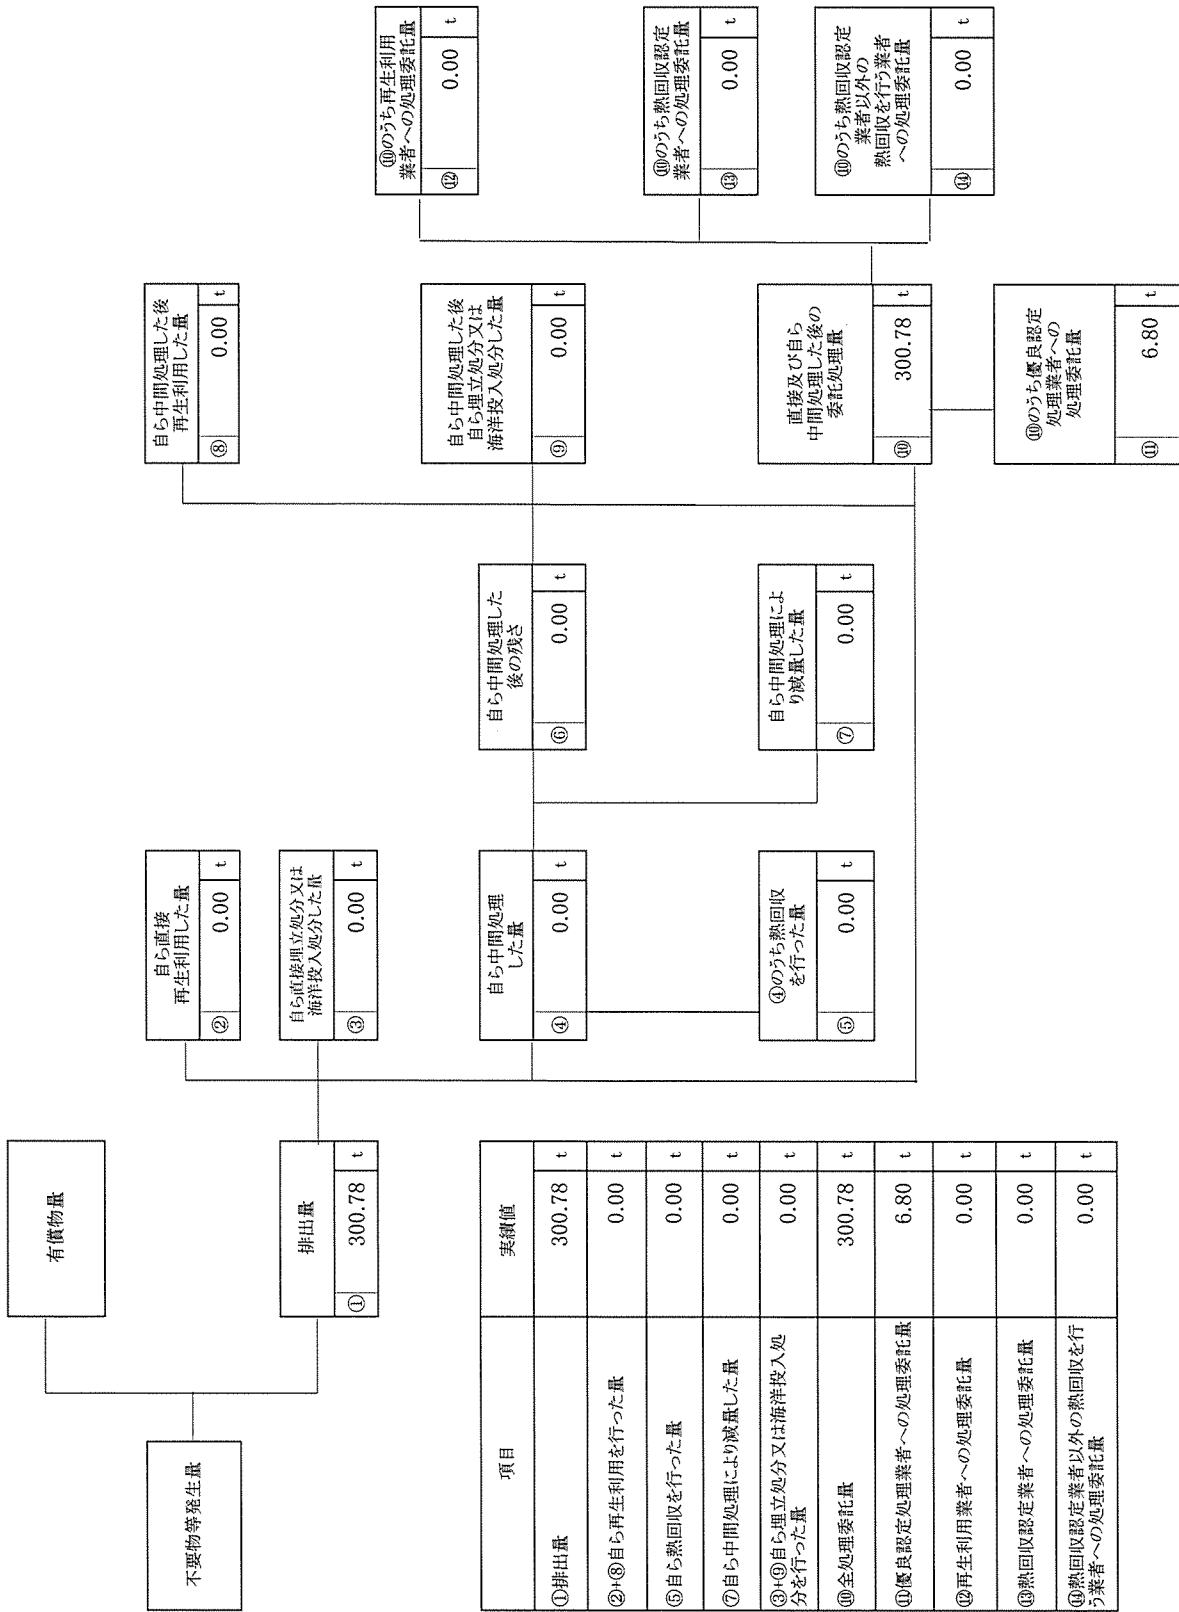 不要物等発生量
有償物量
排出量
① 300.78 t
自ら直接
再生利用した量
② 0.00 t
自ら直接埋立処分又は
海洋投入処分した量
③ 0.00 t
自ら中間処理
した量
④ 0.00 t
④のうち熱回収
を行った量
⑤ 0.00 t
自ら中間処理した
後の残さ
⑥ 0.00 t
自ら中間処理によ
り減量した量
⑦ 0.00 t
自ら中間処理した後
再生利用した量
⑧ 0.00 t
自ら中間処理した後
自ら埋立処分又は
海洋投入処分した量
⑨ 0.00 t
直接及び自ら
中間処理した後の
委託処理量
⑩ 300.78 t
⑩のうち優良認定
処理業者への
処理委託量
⑪ 6.80 t
⑩のうち再生利用
業者への処理委託量
⑫ 0.00 t
⑩のうち熱回収認定
業者への処理委託量
⑬ 0.00 t
⑩のうち熱回収認定
業者以外の
熱回収を行う業者
への処理委託量
⑭ 0.00 t
項目 実績値
①排出量 300.78 t
②+⑧自ら再生利用を行った量 0.00 t
⑤自ら熱回収を行った量 0.00 t
⑦自ら中間処理により減量した量 0.00 t
③+⑨自ら埋立処分又は海洋投入処
分を行った量 0.00 t
⑩全処理委託量 300.78 t
⑪優良認定処理業者への処理委託量 6.80 t
⑫再生利用業者への処理委託量 0.00 t
⑬熱回収認定業者への処理委託量 0.00 t
⑭熱回収認定業者以外の熱回収を行
う業者への処理委託量 0.00 t